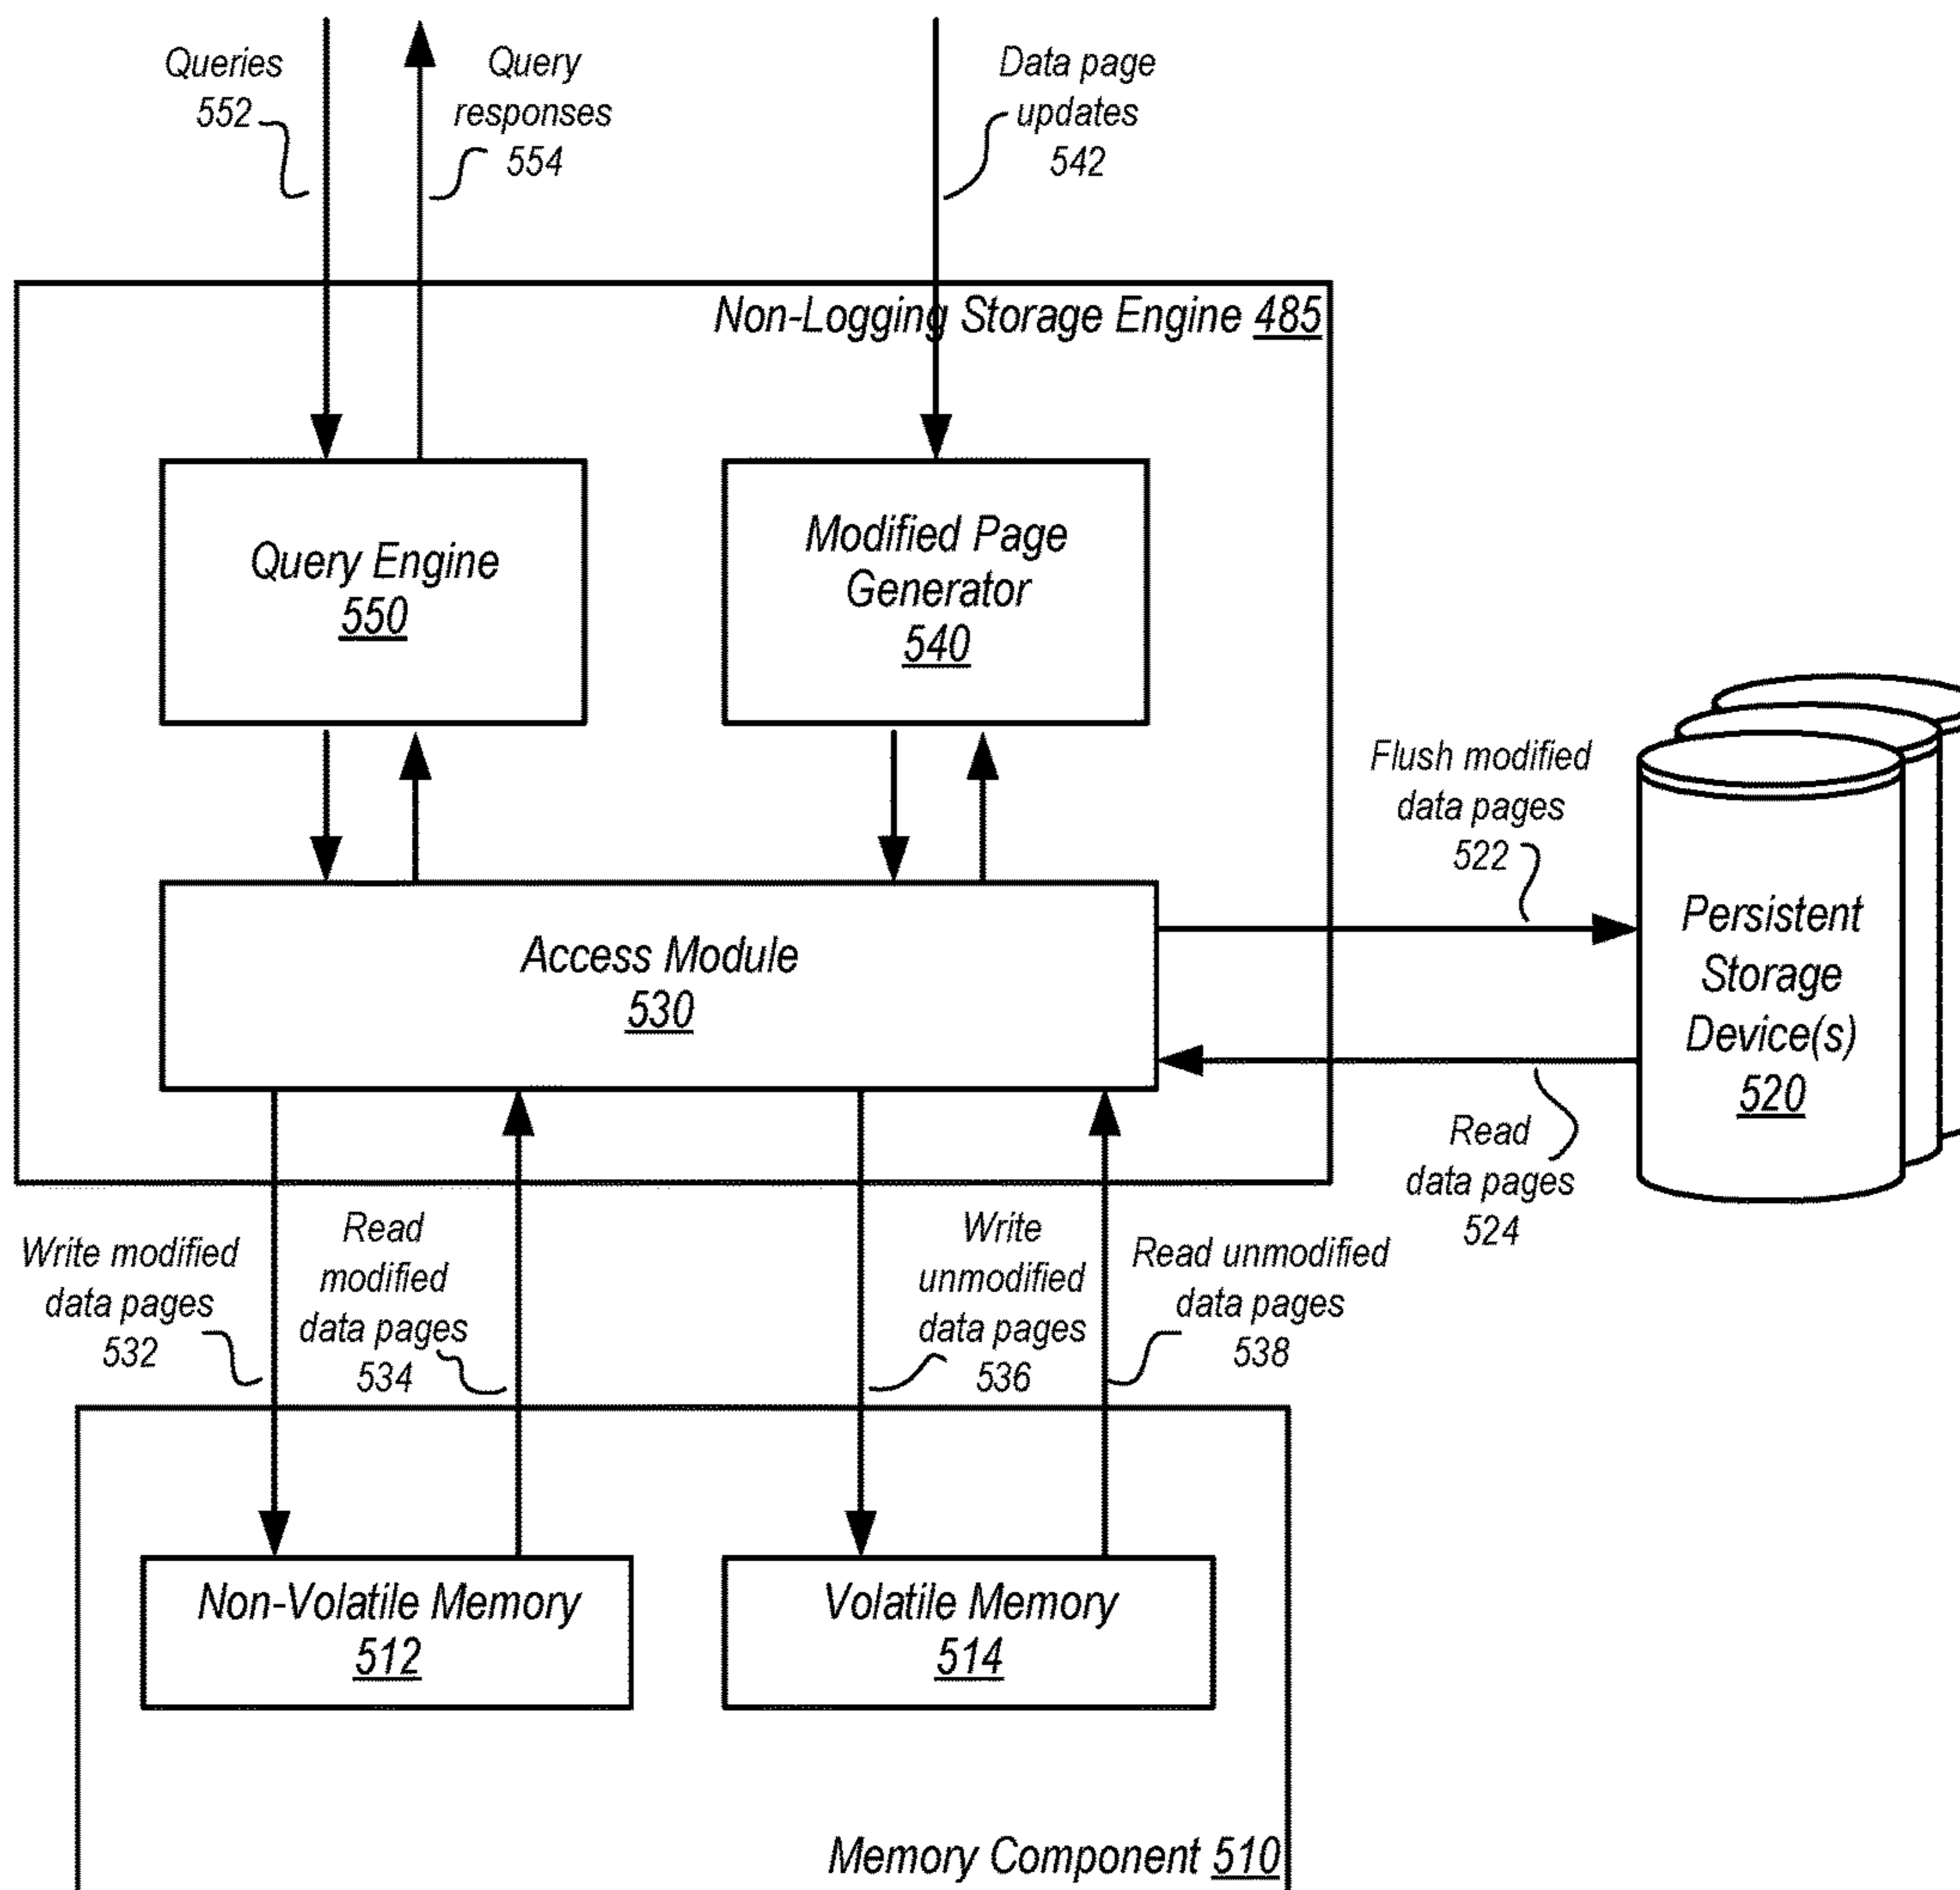 Queries
552
Query
responses
554
Data page
updates
542
Non-Logging Storage Engine 485
Query Engine
550
Modified Page
Generator
540
Flush modified
data pages
522
Persistent
Storage
Device(s)
520
Access Module
530
Read
data pages
524
Write modified
data pages
532
Read
modified
data pages
534
Write
unmodified
data pages
536
Read unmodified
data pages
538
Non-Volatile Memory
512
Volatile Memory
514
Memory Component 510